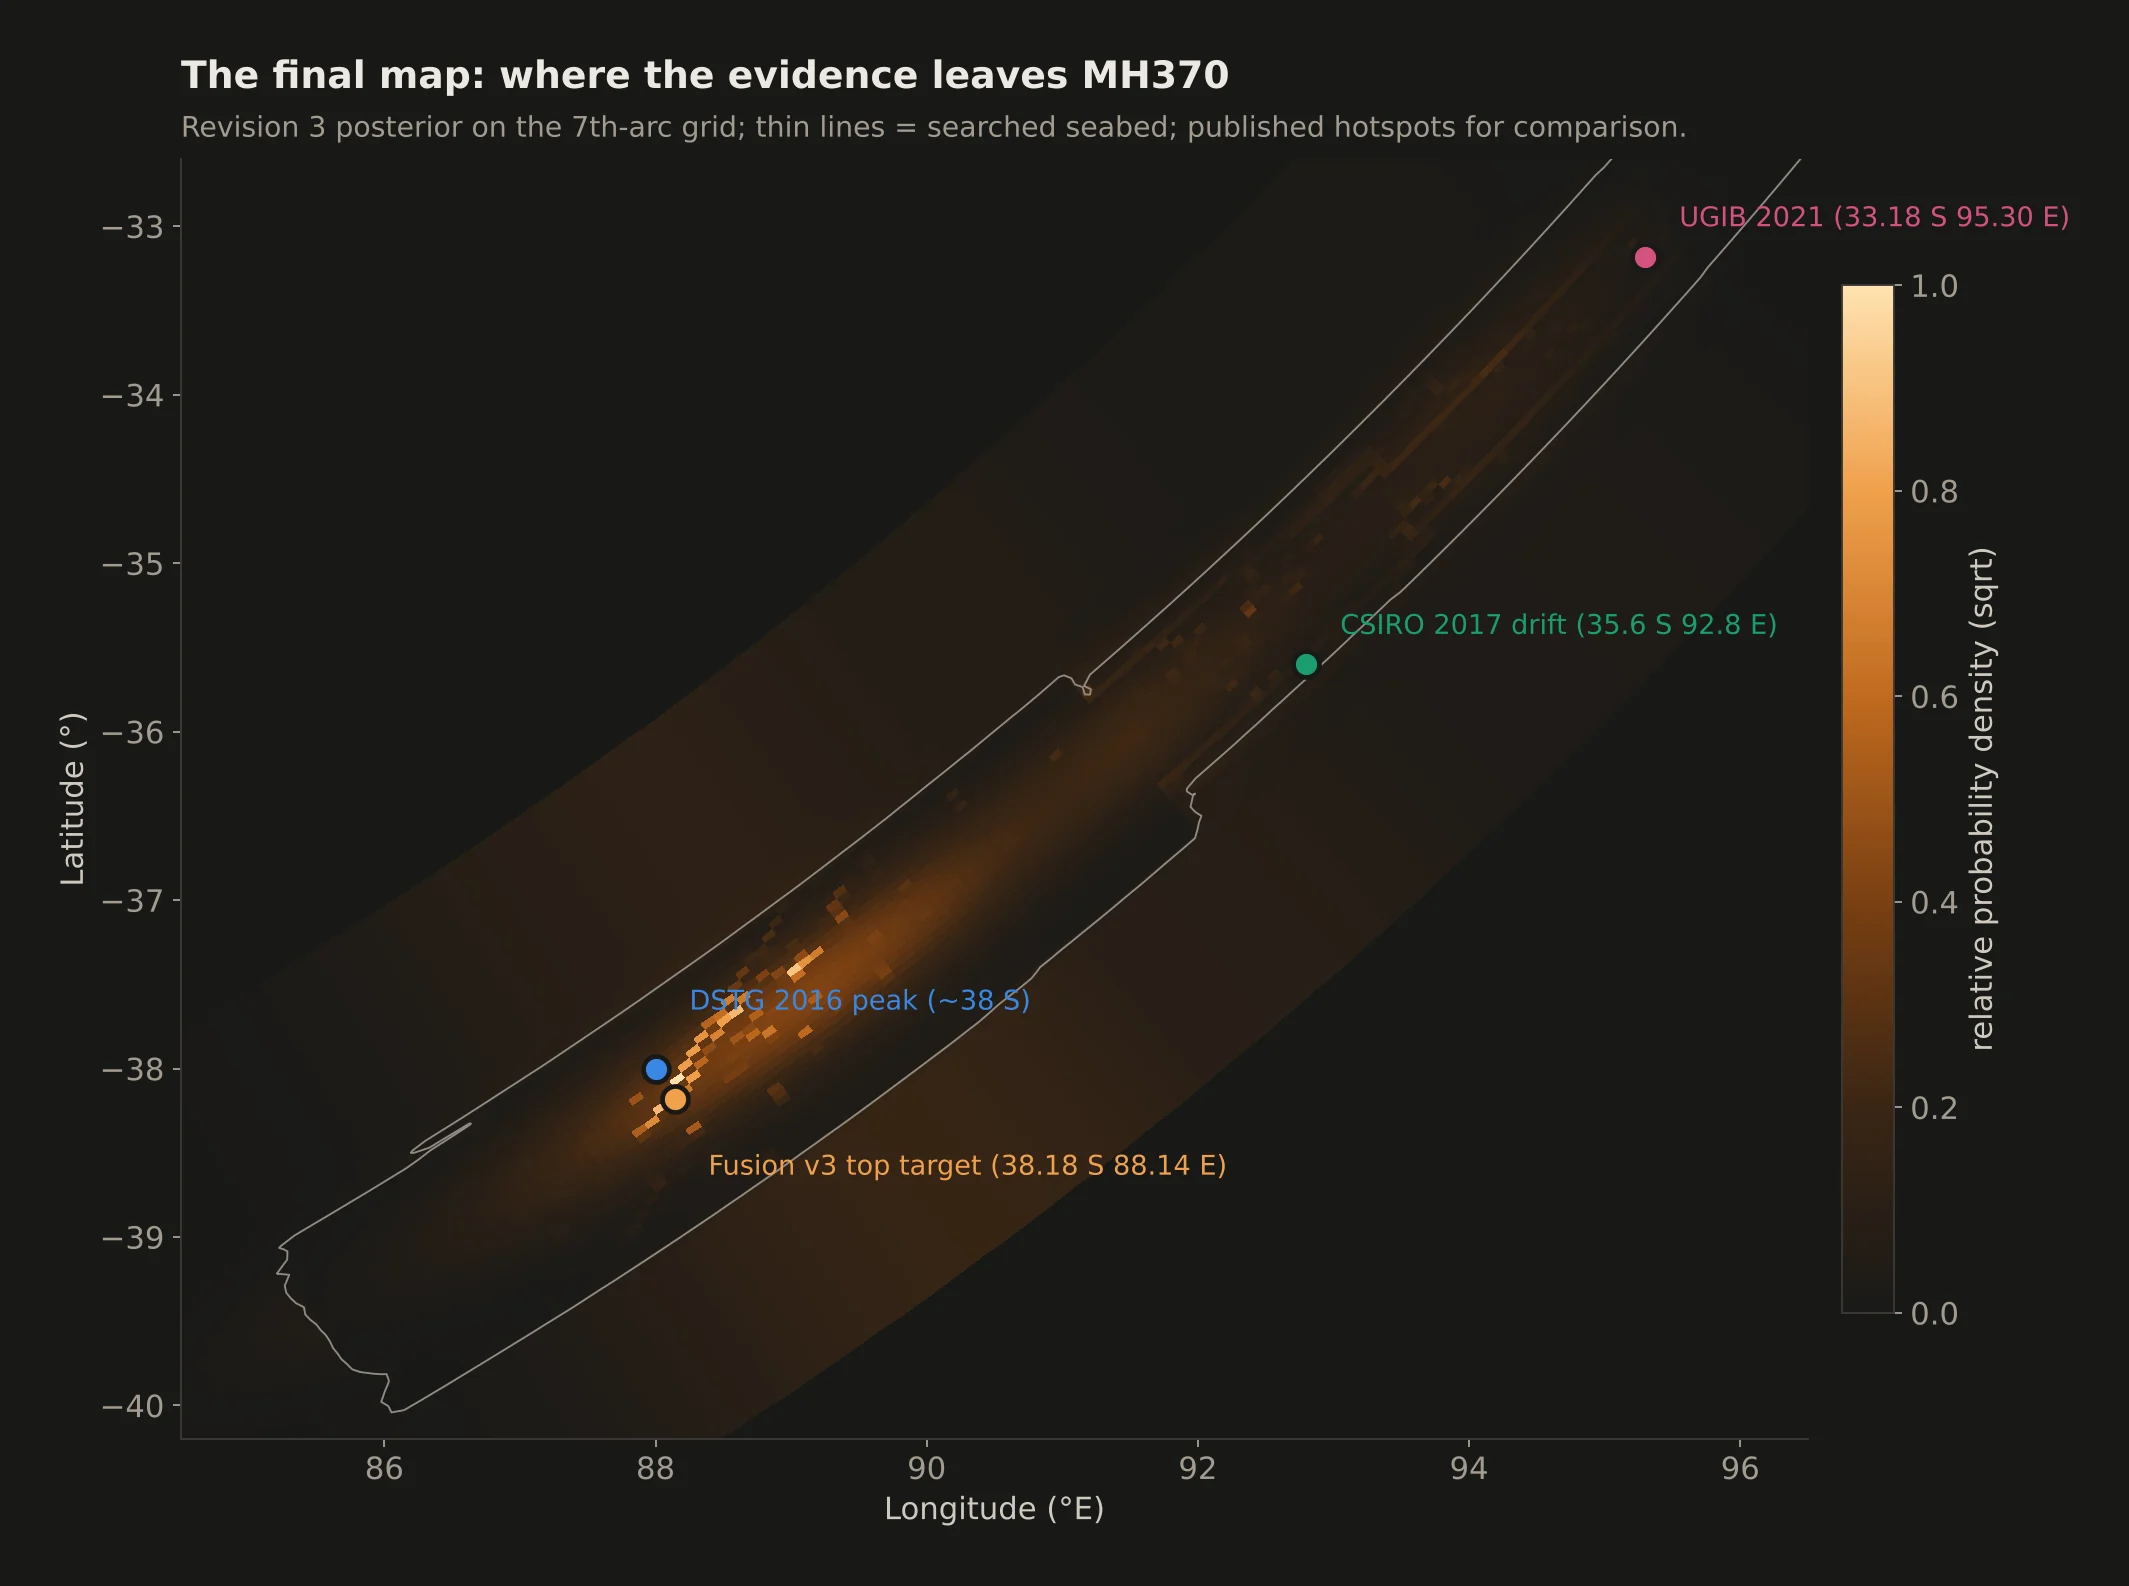 The final map: where the evidence leaves MH370
Revision 3 posterior on the 7th-arc grid; thin lines = searched seabed; published hotspots for comparison.
UGIB 2021 (33.18 S 95.30 E)
CSIRO 2017 drift (35.6 S 92.8 E)
DSTG 2016 peak (~38 S)
Fusion v3 top target (38.18 S 88.14 E)
Latitude (°)
−33
−34
−35
−36
−37
−38
−39
−40
86
88
90
92
94
96
Longitude (°E)
1.0
0.8
0.6
0.4
0.2
0.0
relative probability density (sqrt)